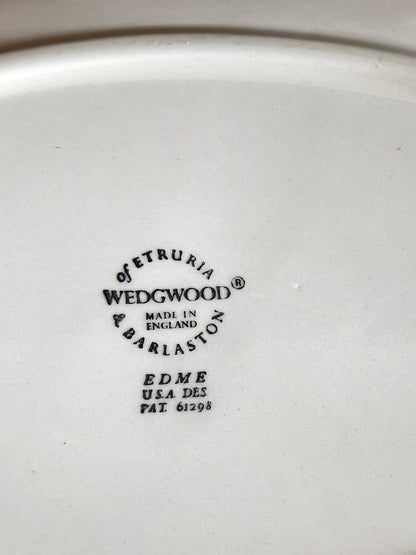 of ETRURIA
WEDGWOOD®
MADE IN
ENGLAND
& BARLASTON
EDME
U.S.A. DES
PAT. 61298